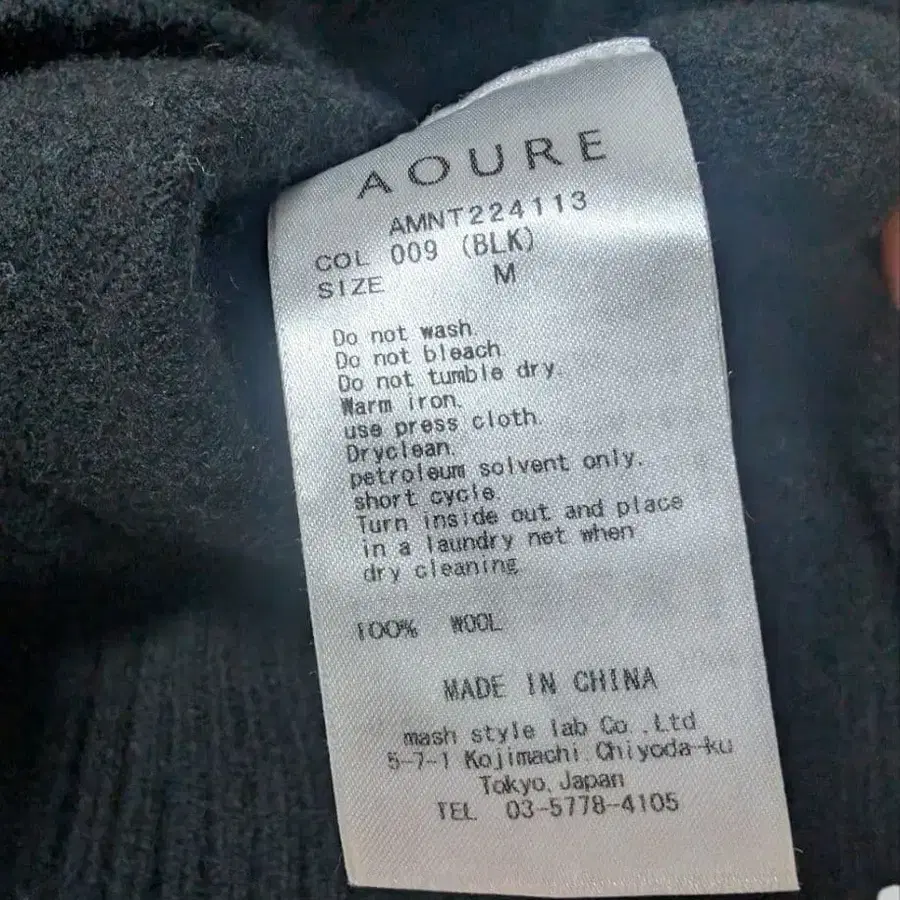 AOURE
AMNT224113
COL 009 (BLK)
SIZE M
Do not wash.
Do not bleach.
Do not tumble dry.
Warm iron.
use press cloth.
Dryclean.
petroleum solvent only.
short cycle.
Turn inside out and place
in a laundry net when
dry cleaning
100% WOOL
MADE IN CHINA
mash style lab Co.,Ltd
5-7-1 Kojimachi Chiyoda-ku
Tokyo, Japan
TEL 03-5778-4105